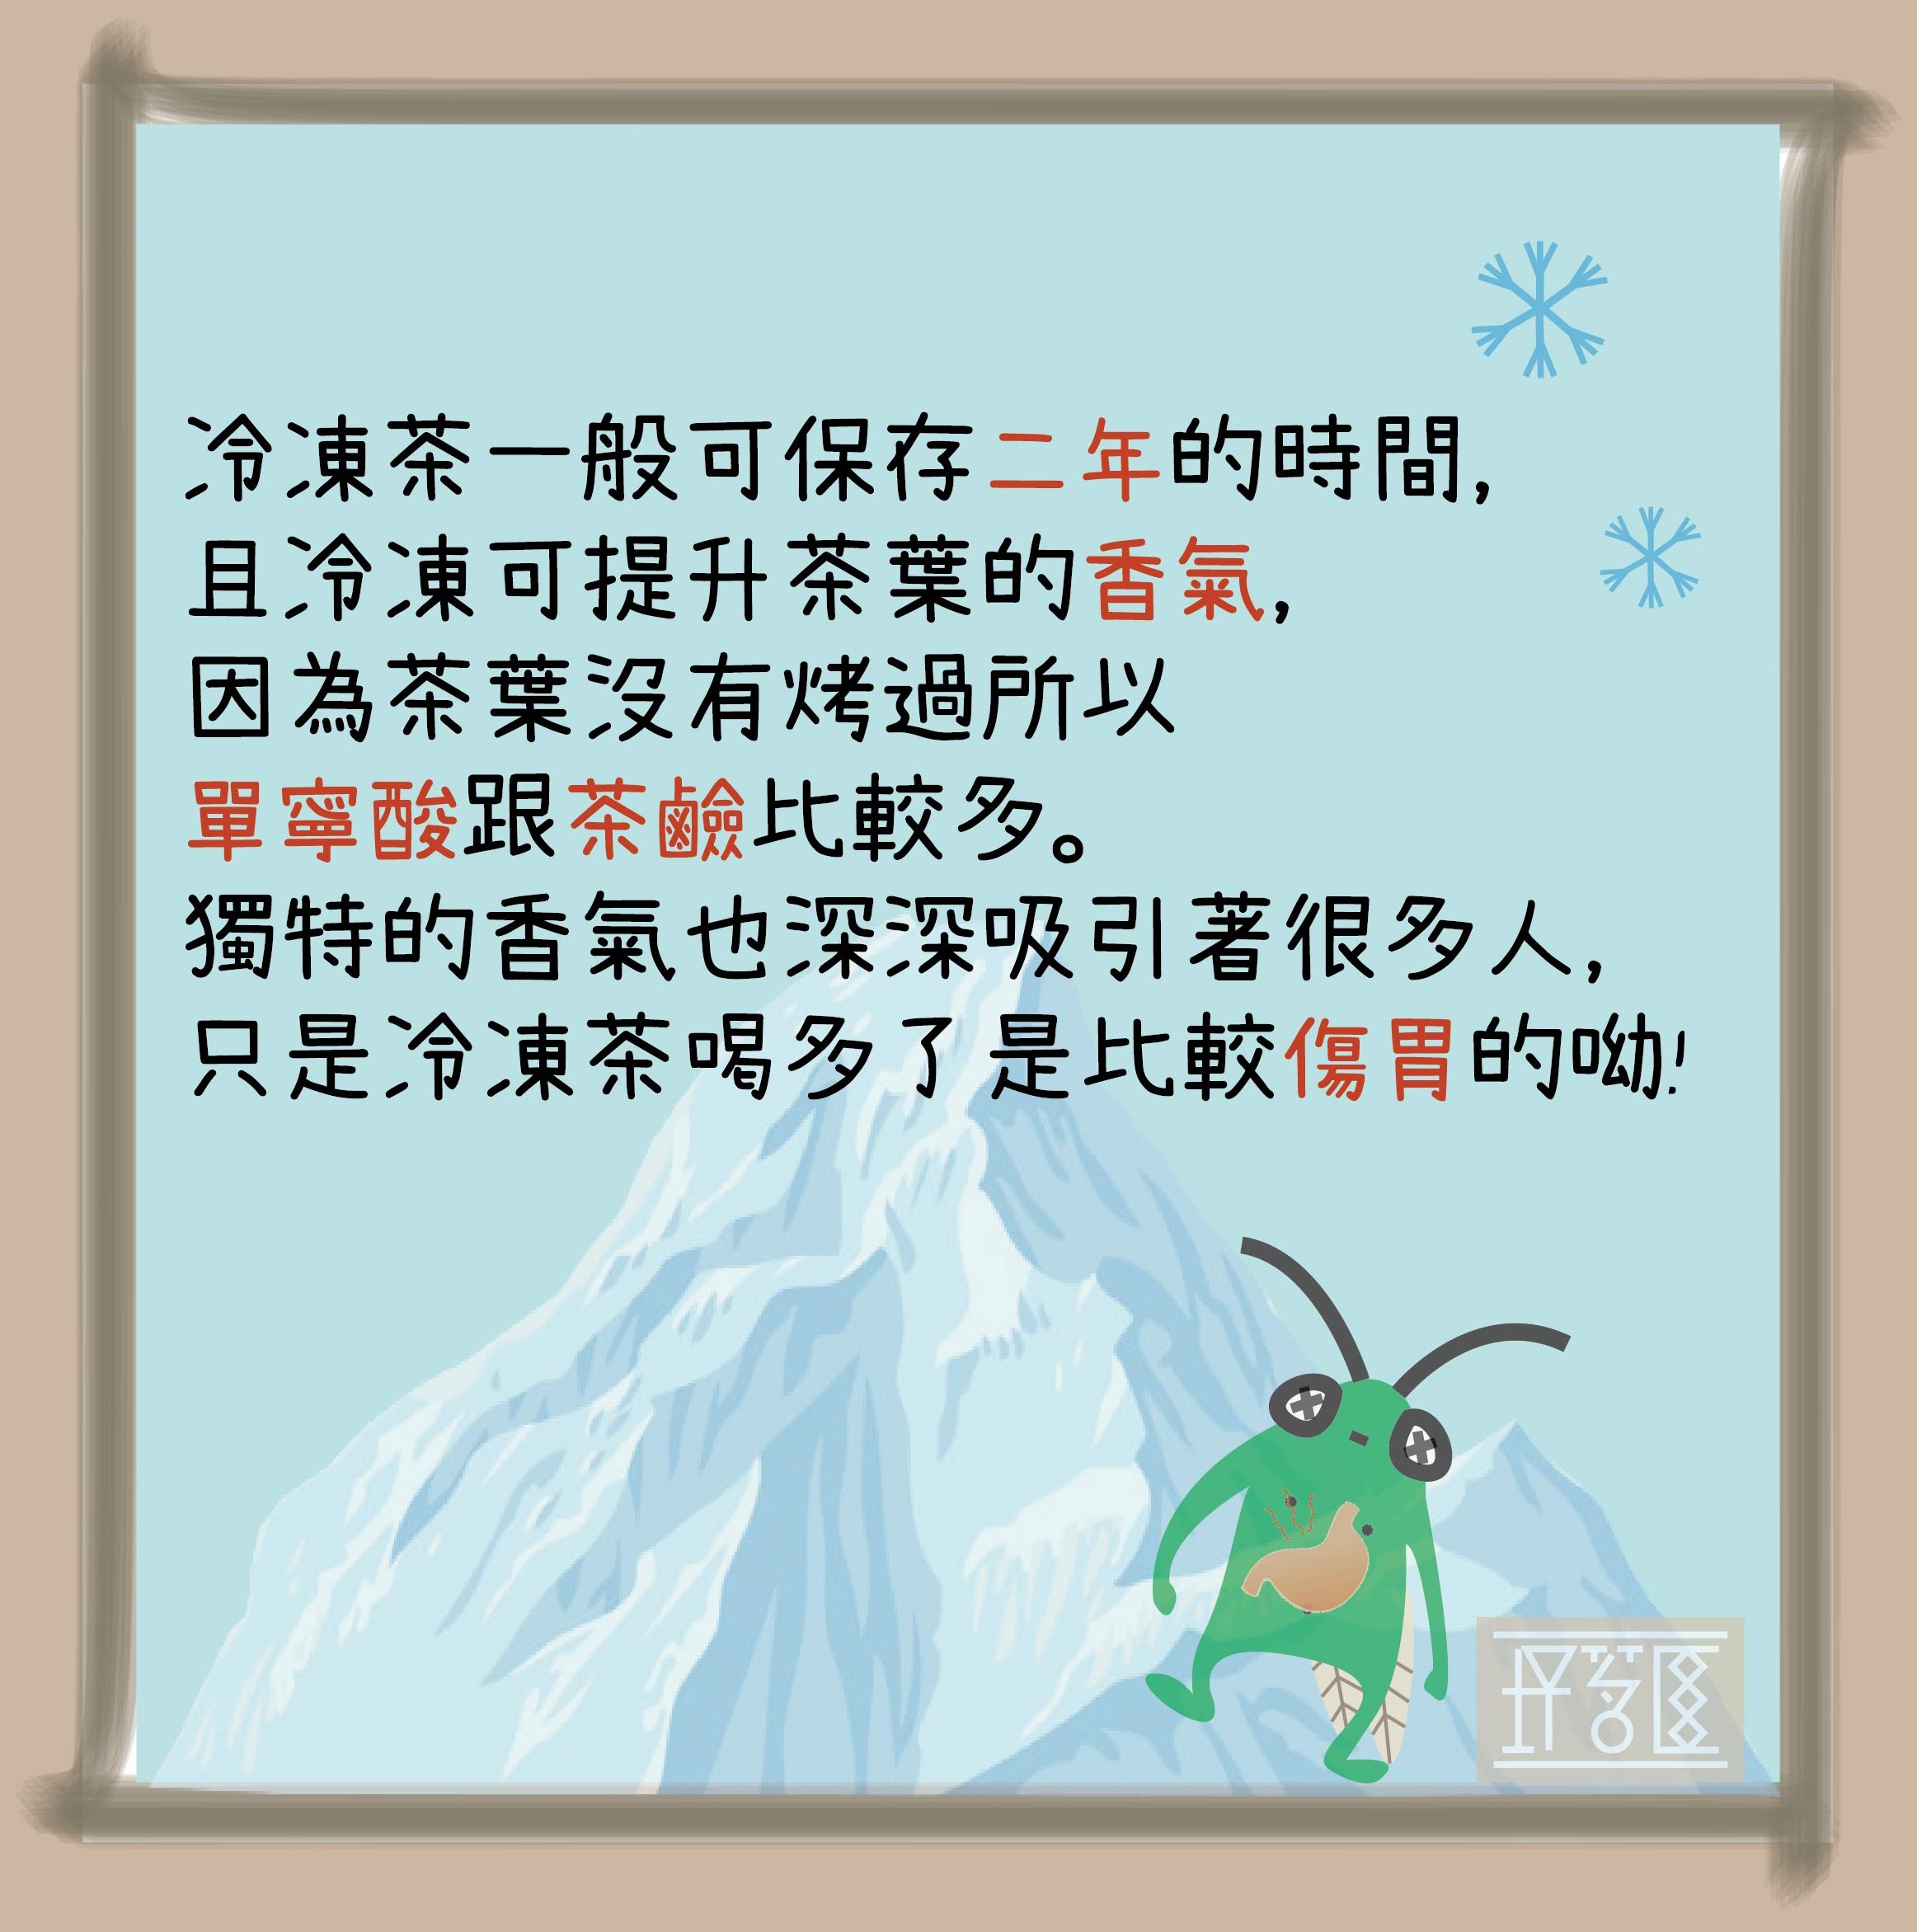 冷凍茶一般可保存二年的時間,
且冷凍可提升茶葉的香氣,
因為茶葉沒有烤過所以
單寧酸跟茶鹼比較多。
獨特的香氣也深深吸引著很多人,
只是冷凍茶喝多了是比較傷胃的呦!